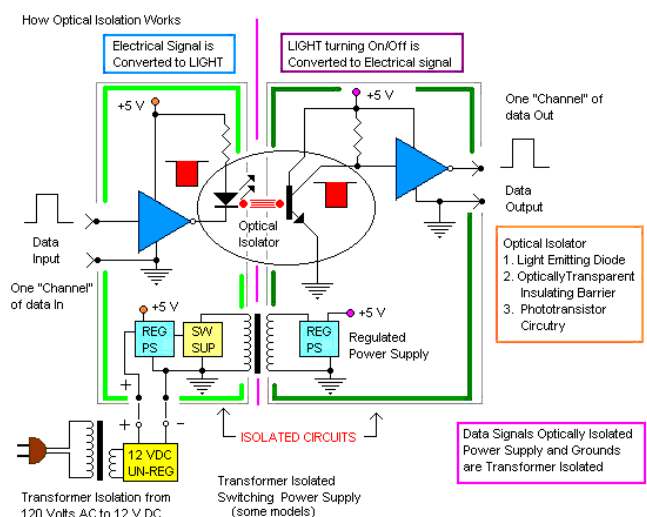 How Optical Isolation Works
Electrical Signal is
Converted to LIGHT
LIGHT turning On/Off is
Converted to Electrical signal
+5 V
+5 V
One "Channel" of
data Out
Data
Input
Optical
Isolator
Data
Output
One "Channel"
of data In
Optical Isolator
1. Light Emitting Diode
2. OpticallyTransparent
Insulating Barrier
3. Phototransistor
Circutry
+5 V
+5 V
REG
PS
SW
SUP
REG
PS
Regulated
Power Supply
+
+
-
ISOLATED CIRCUITS
12 VDC
UN-REG
Data Signals Optically Isolated
Power Supply and Grounds
are Transformer Isolated
Transformer Isolation from
120 Volts AC to 12 V DC
Transformer Isolated
Switching Power Supply
(some models)